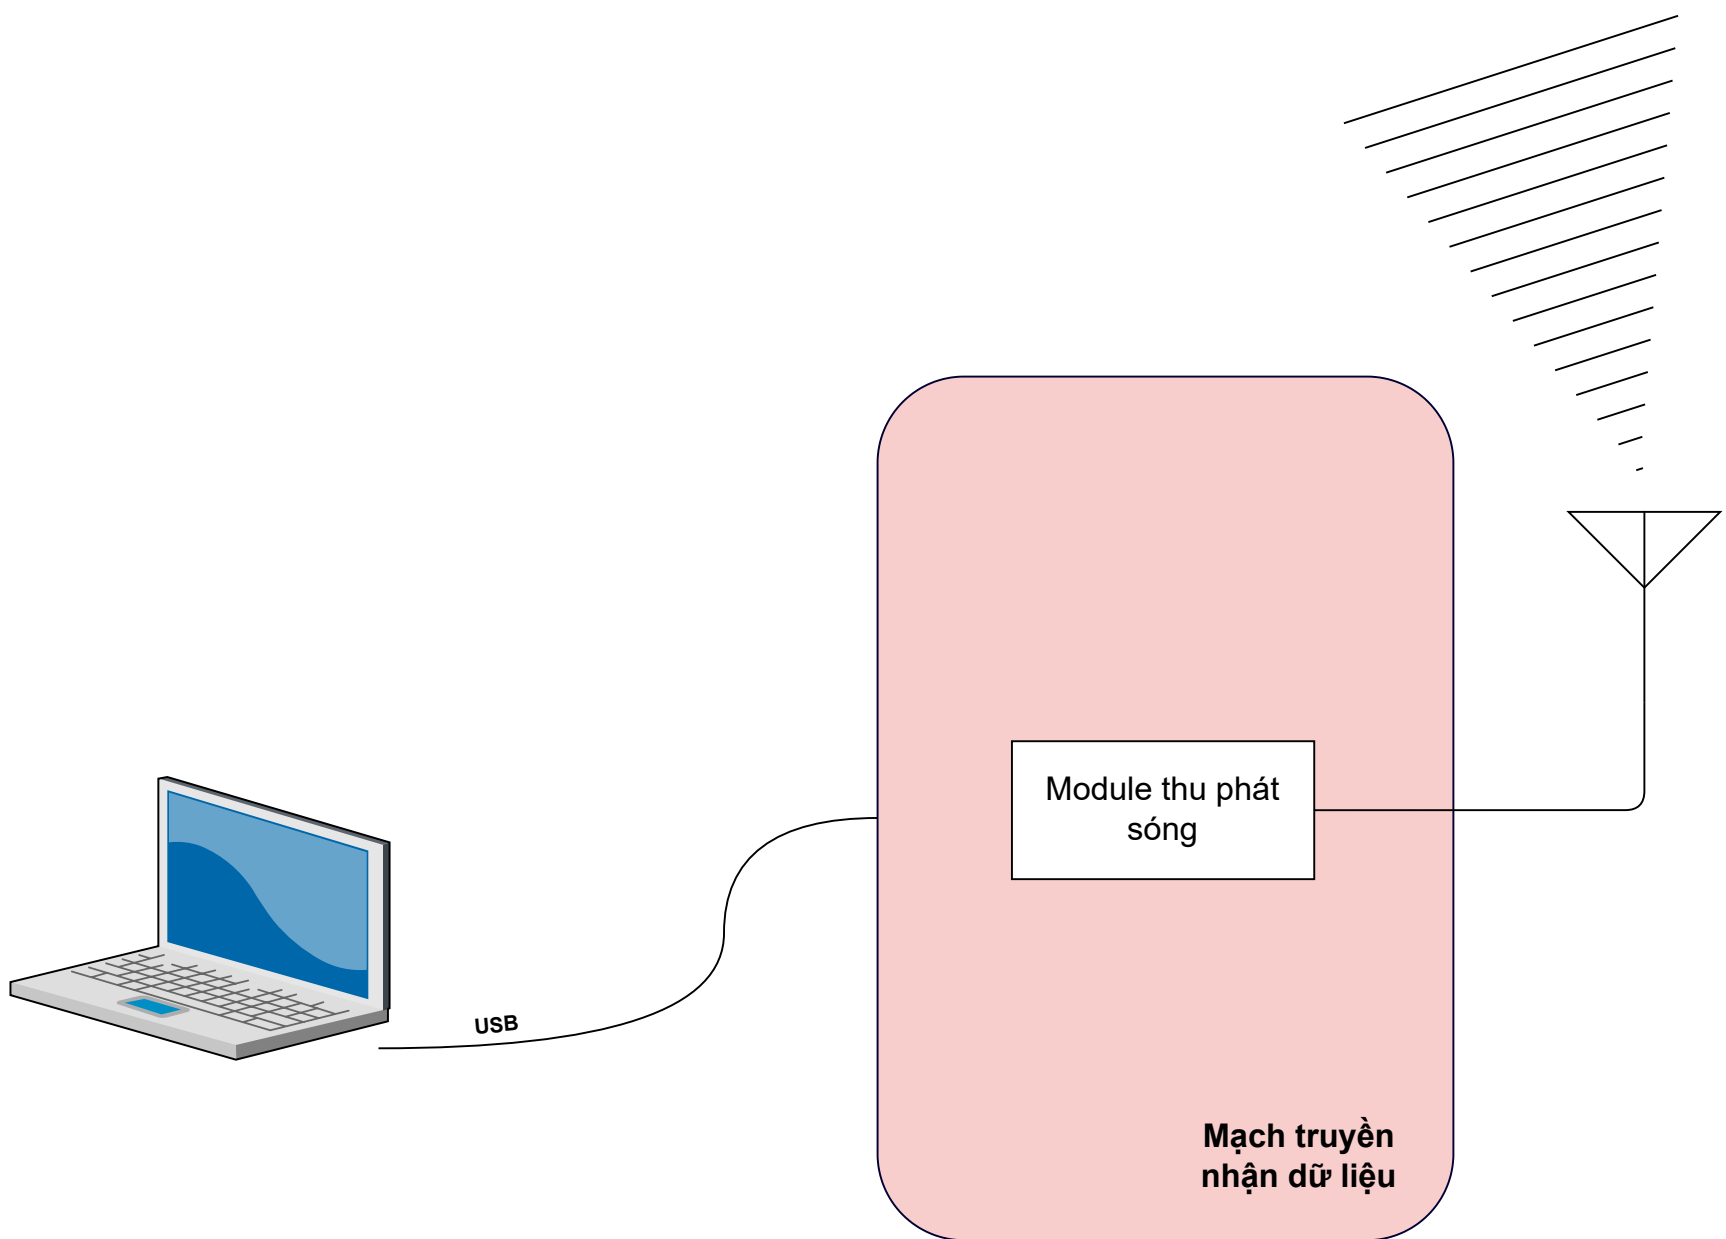 Module thu phát
sóng
USB
Mạch truyền
nhận dữ liệu